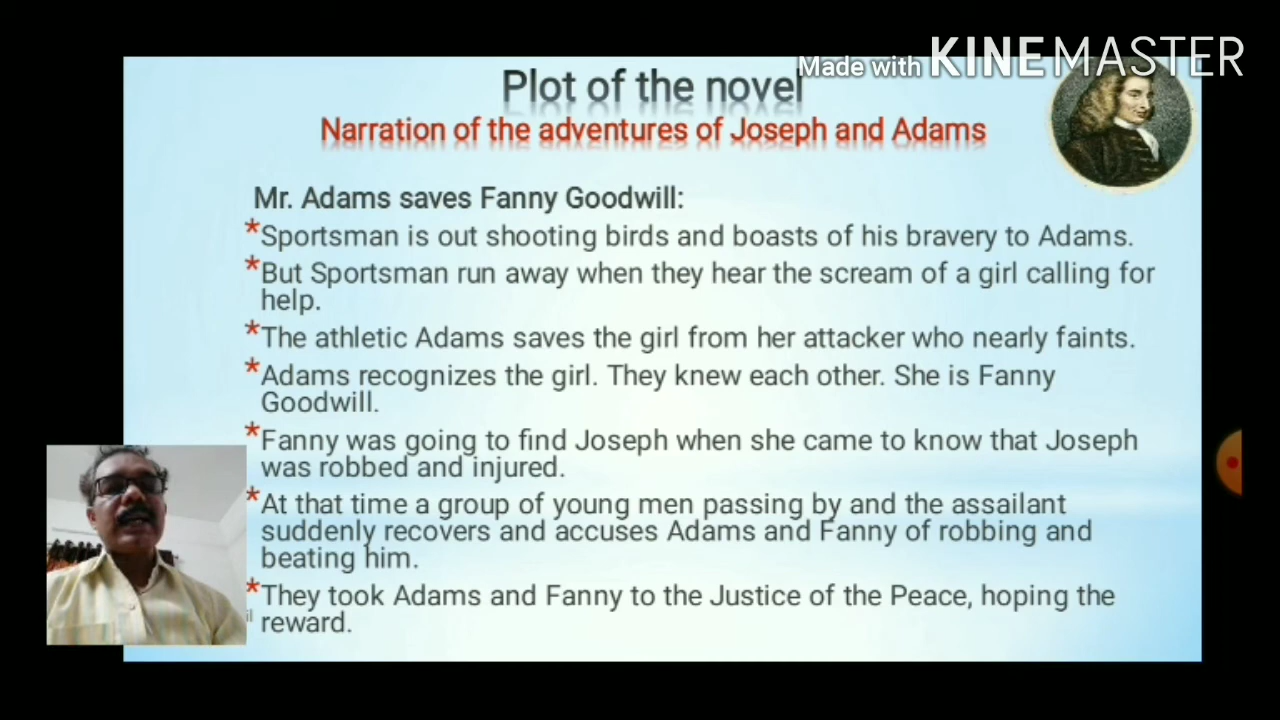 Made with KINEMASTER
Plot of the novel
Narration of the adventures of Joseph and Adams
Mr. Adams saves Fanny Goodwill:
*Sportsman is out shooting birds and boasts of his bravery to Adams.
*But Sportsman run away when they hear the scream of a girl calling for
help.
*The athletic Adams saves the girl from her attacker who nearly faints.
*Adams recognizes the girl. They knew each other. She is Fanny
Goodwill.
*Fanny was going to find Joseph when she came to know that Joseph
was robbed and injured.
*At that time a group of young men passing by and the assailant
suddenly recovers and accuses Adams and Fanny of robbing and
beating him.
*They took Adams and Fanny to the Justice of the Peace, hoping the
reward.